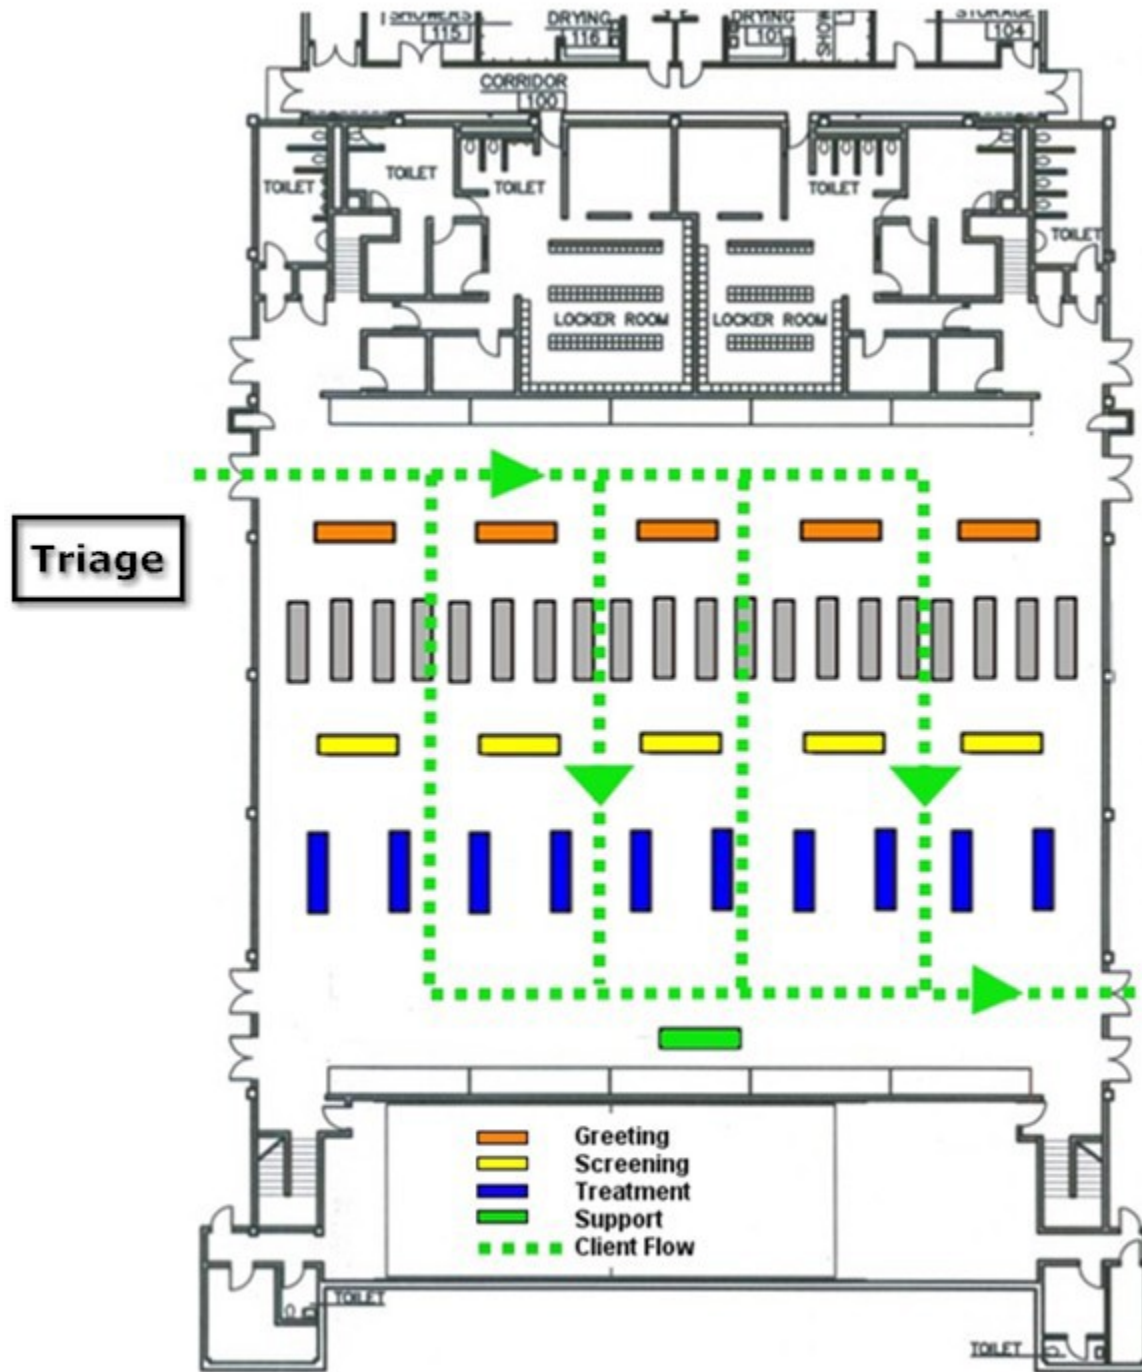 SHOWERS
115
DRYING
116
DRYING
101
SHOW
STORAGE
104
CORRIDOR
100
TOILET
TOILET
TOILET
TOILET
TOILET
LOCKER ROOM
LOCKER ROOM
Triage
Greeting
Screening
Treatment
Support
Client Flow
TOILET
TOILET